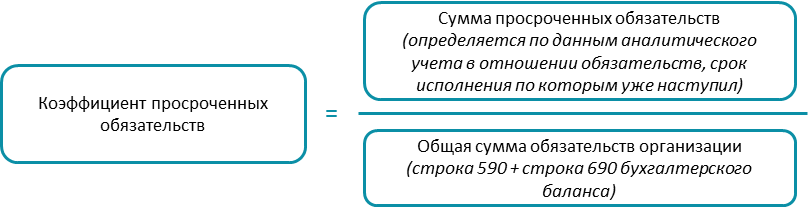 Коэффициент просроченных
обязательств
=
Сумма просроченных обязательств
(определяется по данным аналитического
учета в отношении обязательств, срок
исполнения по которым уже наступил)
Общая сумма обязательств организации
(строка 590 + строка 690 бухгалтерского
баланса)